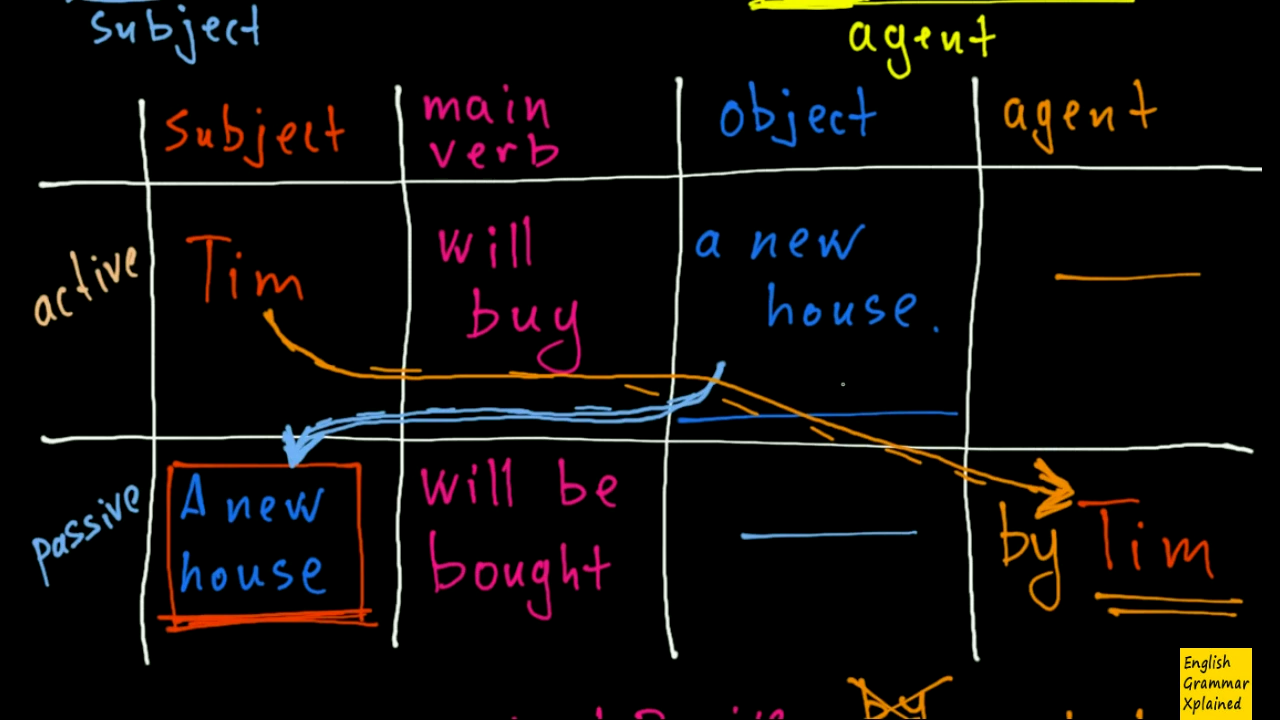 subject
agent
subject
main
verb
object
agent
active
Tim
will
buy
a new
house.
passive
A new
house
will be
bought
by Tim
by
English
Grammar
Xplained